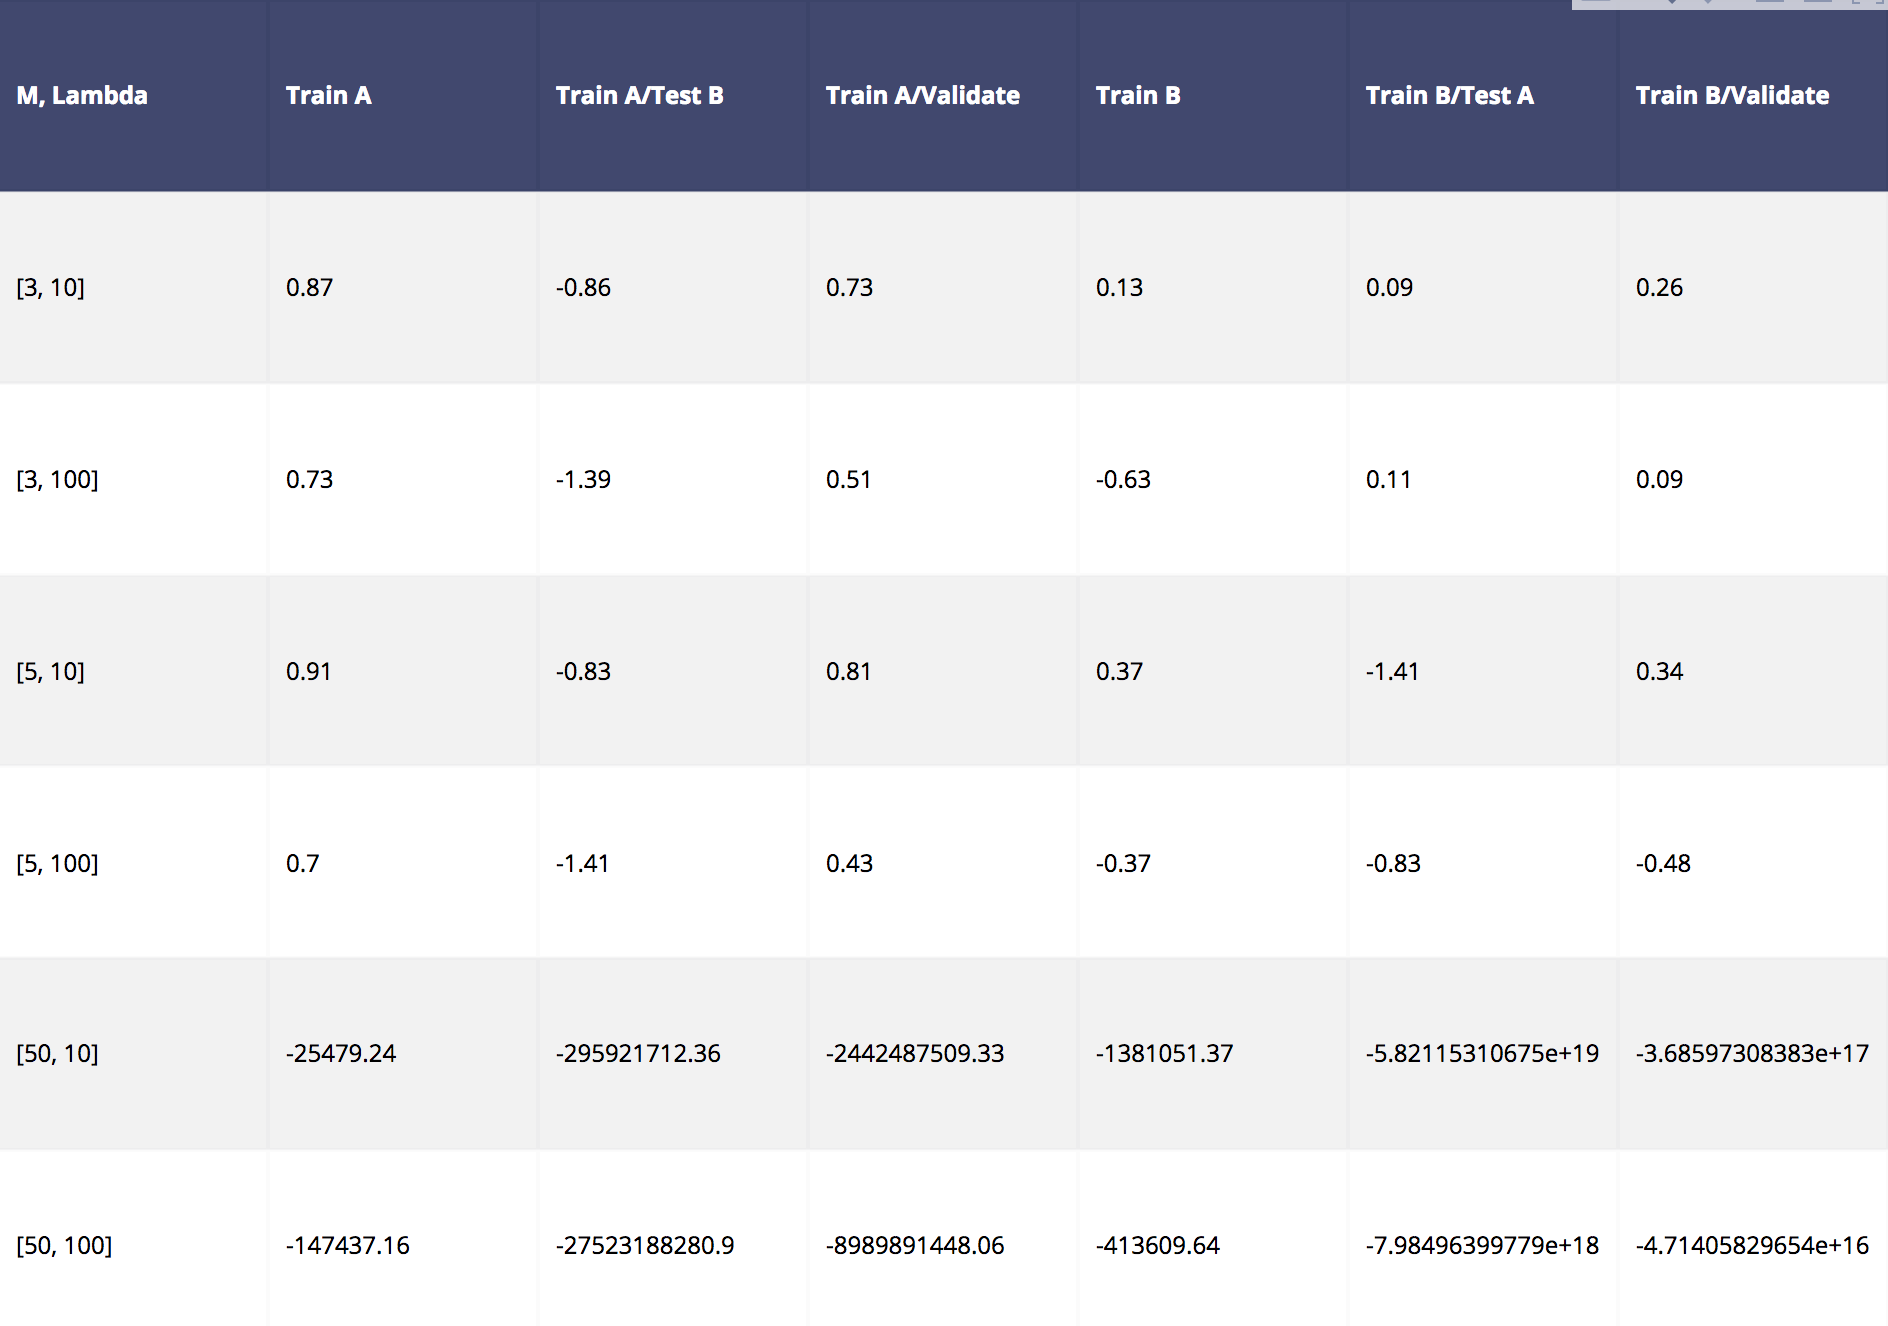 M, Lambda Train A Train A/Test B Train A/Validate Train B Train B/Test A Train B/Validate
[3, 10] 0.87 -0.86 0.73 0.13 0.09 0.26
[3, 100] 0.73 -1.39 0.51 -0.63 0.11 0.09
[5, 10] 0.91 -0.83 0.81 0.37 -1.41 0.34
[5, 100] 0.7 -1.41 0.43 -0.37 -0.83 -0.48
[50, 10] -25479.24 -295921712.36 -2442487509.33 -1381051.37 -5.82115310675e+19 -3.68597308383e+17
[50, 100] -147437.16 -27523188280.9 -8989891448.06 -413609.64 -7.98496399779e+18 -4.71405829654e+16